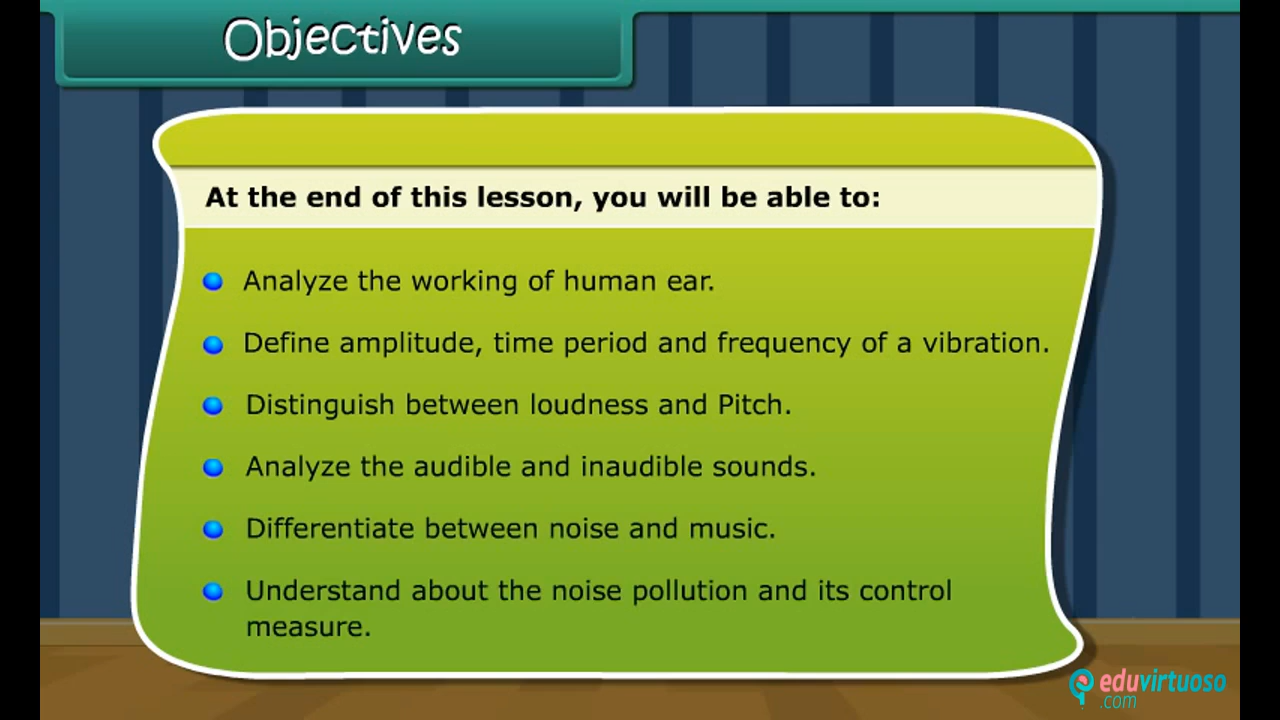 Objectives
At the end of this lesson, you will be able to:
Analyze the working of human ear.
Define amplitude, time period and frequency of a vibration.
Distinguish between loudness and Pitch.
Analyze the audible and inaudible sounds.
Differentiate between noise and music.
Understand about the noise pollution and its control
measure.
eduvirtuoso
.com